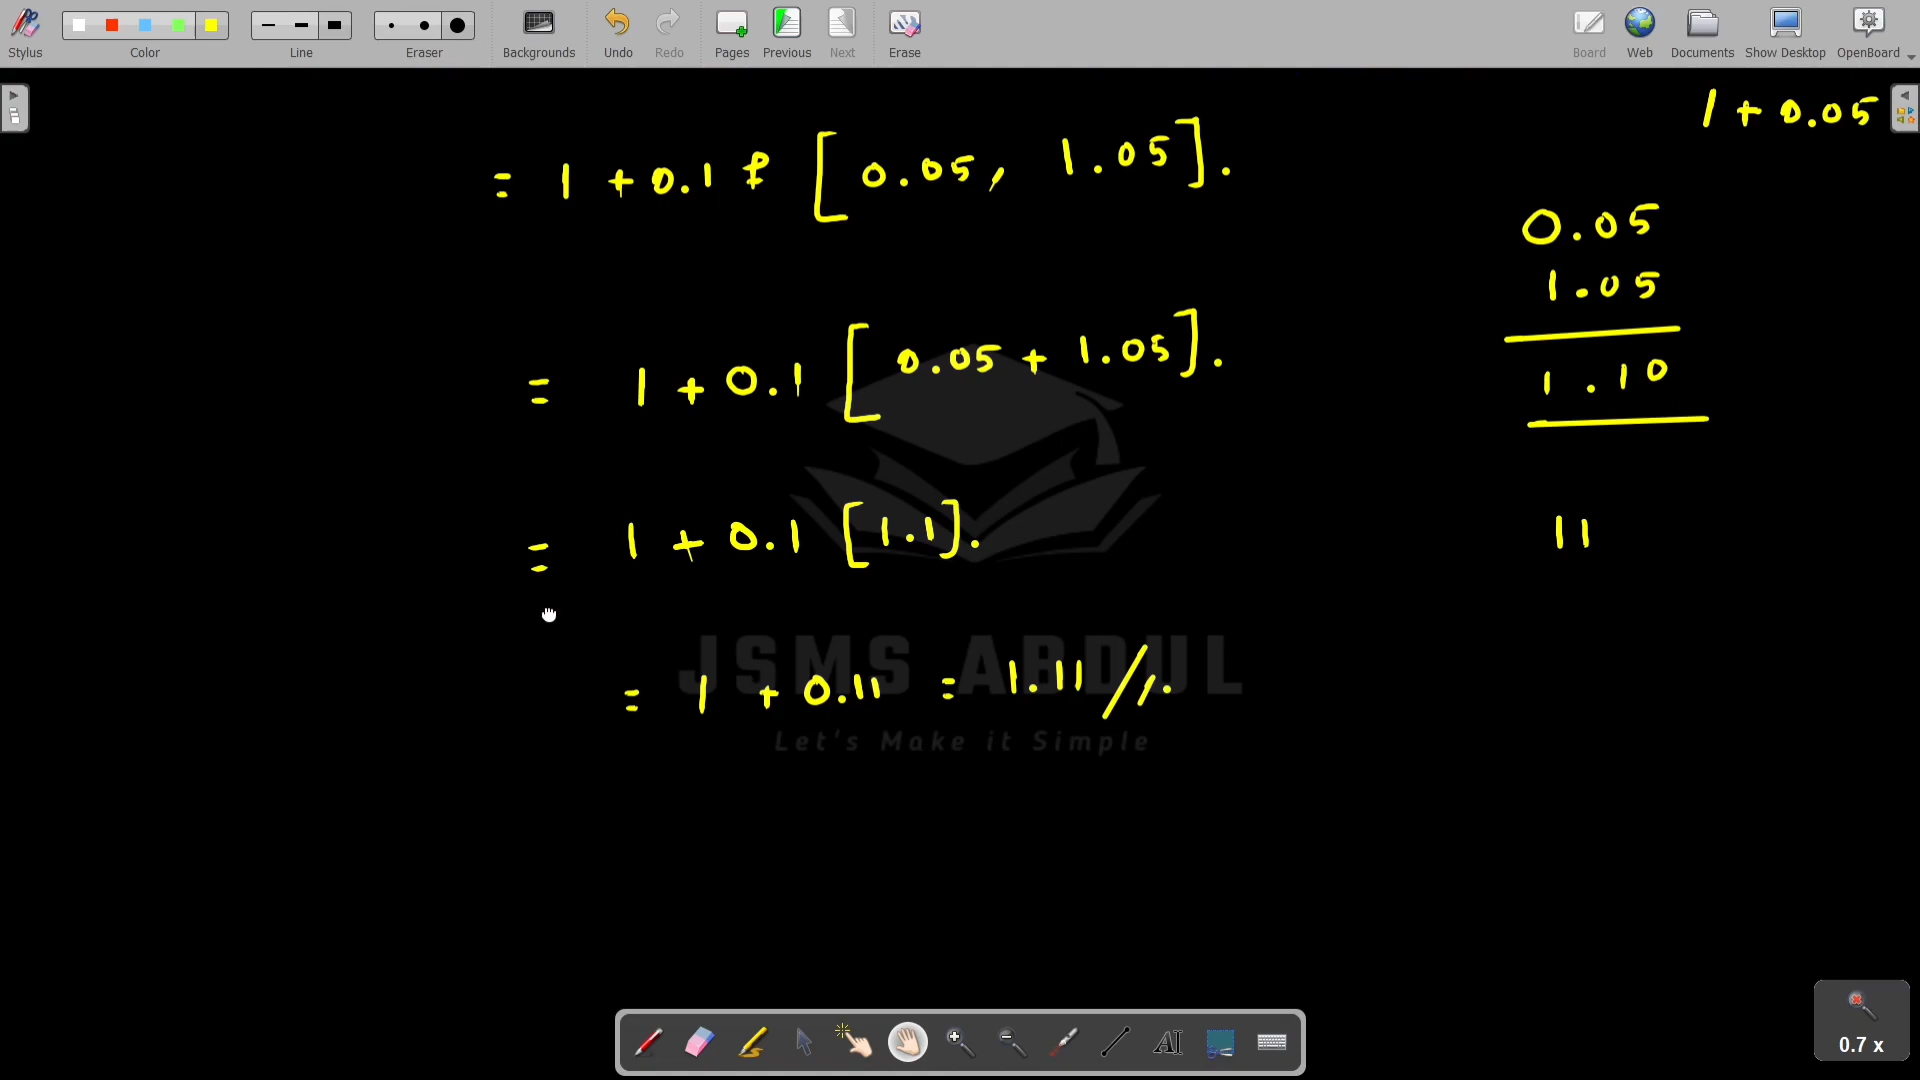 Stylus Color Line Eraser Backgrounds Undo Redo Pages Previous Next Erase Board Web Documents Show Desktop OpenBoard
1 + 0.05
= 1 + 0.1 f [0.05, 1.05].
0.05
1.05
1.10
= 1 + 0.1 [0.05 + 1.05].
= 1 + 0.1 [1.1].
11
= 1 + 0.11 = 1.11 //.
JSMS ABDUL
Let's Make it Simple
AI
0.7 x